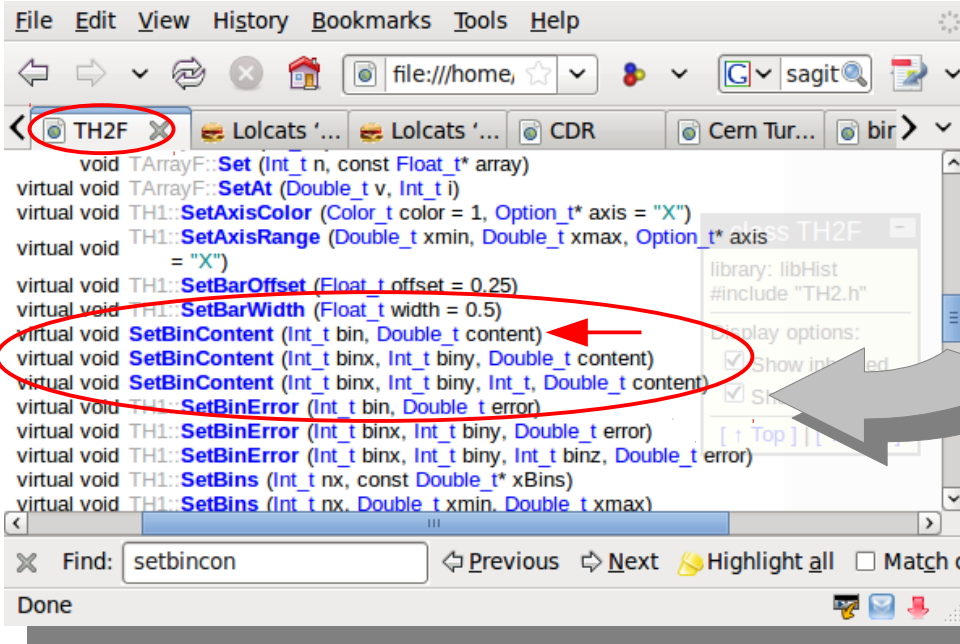 File Edit View History Bookmarks Tools Help
file:///home/ G sagit
TH2F Lolcats ‘... Lolcats ‘... CDR Cern Tur... bir
void TArrayF::Set (Int_t n, const Float_t* array)
virtual void TArrayF::SetAt (Double_t v, Int_t i)
virtual void TH1::SetAxisColor (Color_t color = 1, Option_t* axis = "X")
virtual void TH1::SetAxisRange (Double_t xmin, Double_t xmax, Option_t* axis
= "X")
virtual void TH1::SetBarOffset (Float_t offset = 0.25)
virtual void TH1::SetBarWidth (Float_t width = 0.5)
virtual void SetBinContent (Int_t bin, Double_t content)
virtual void SetBinContent (Int_t binx, Int_t biny, Double_t content)
virtual void SetBinContent (Int_t binx, Int_t biny, Int_t, Double_t content)
virtual void TH1::SetBinError (Int_t bin, Double_t error)
virtual void TH1::SetBinError (Int_t binx, Int_t biny, Double_t error)
virtual void TH1::SetBinError (Int_t binx, Int_t biny, Int_t binz, Double_t error)
virtual void TH1::SetBins (Int_t nx, const Double_t* xBins)
virtual void TH1::SetBins (Int_t nx, Double_t xmin, Double_t xmax)
class TH2F
library: libHist
#include "TH2.h"
Display options:
Show inherited
[ ↑ Top ] | [
Find: setbincon Previous Next Highlight all Match c
Done